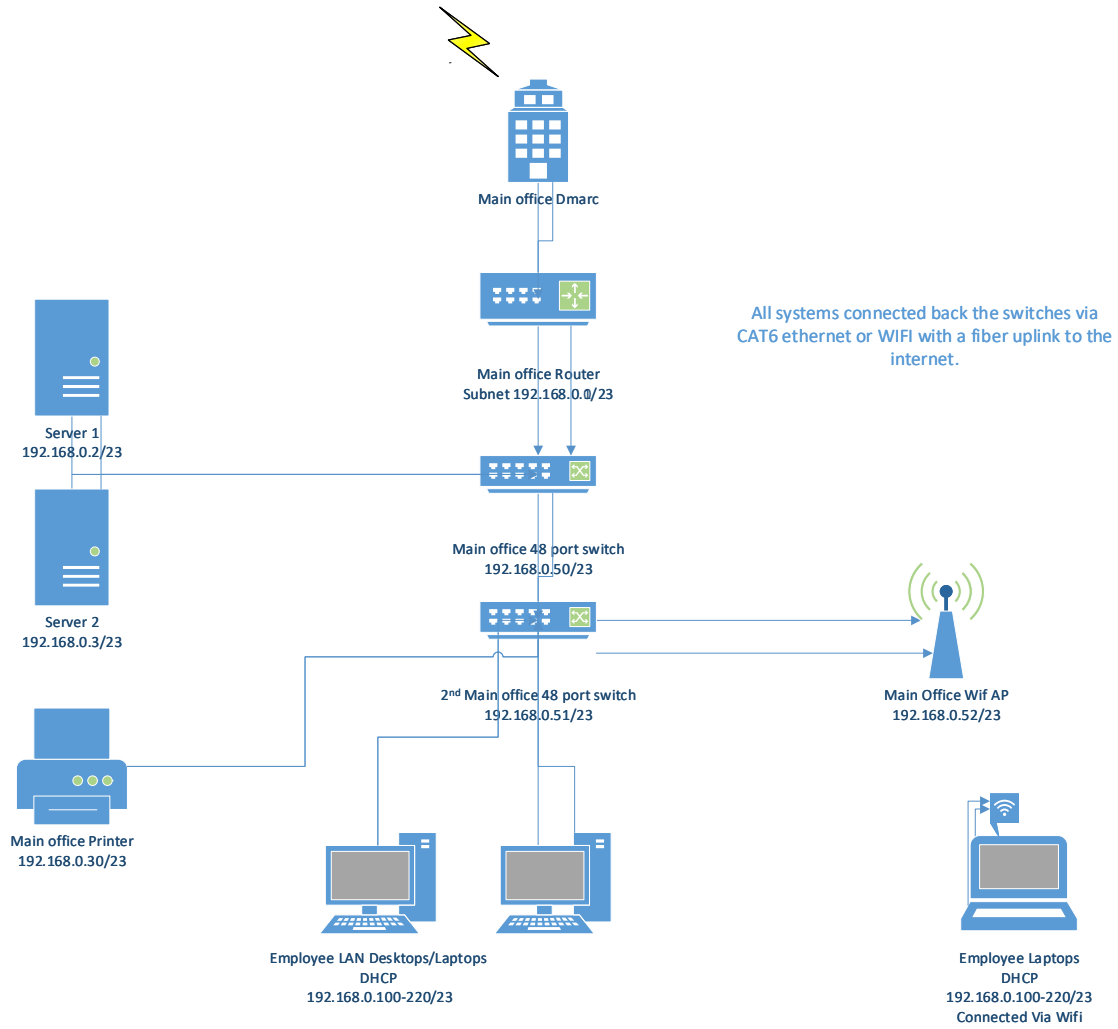 Main office Dmarc
All systems connected back the switches via
CAT6 ethernet or WIFI with a fiber uplink to the
internet.
Main office Router
Subnet 192.168.0.0/23
Server 1
192.168.0.2/23
Main office 48 port switch
192.168.0.50/23
Server 2
192.168.0.3/23
2nd Main office 48 port switch
192.168.0.51/23
Main Office Wif AP
192.168.0.52/23
Main office Printer
192.168.0.30/23
Employee LAN Desktops/Laptops
DHCP
192.168.0.100-220/23
Employee Laptops
DHCP
192.168.0.100-220/23
Connected Via Wifi